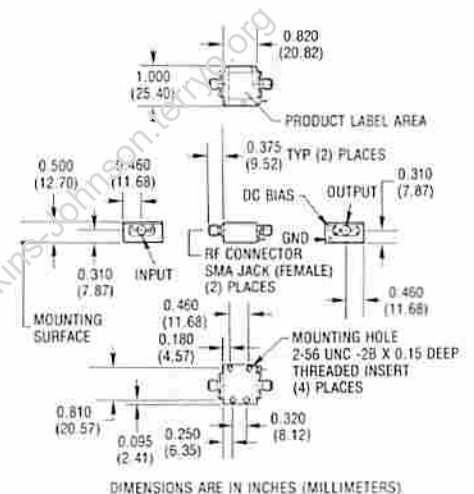 0.820
(20.82)
1.000
(25.40)
PRODUCT LABEL AREA
0.375
(9.52)
TYP (2) PLACES
0.500
(12.70)
0.460
(11.68)
0.310
(7.87)
DC BIAS
OUTPUT
GND
0.310
(7.87)
INPUT
RF CONNECTOR
SMA JACK (FEMALE)
(2) PLACES
0.460
(11.68)
MOUNTING
SURFACE
0.460
(11.68)
0.180
(4.57)
MOUNTING HOLE
2-56 UNC -2B X 0.15 DEEP
THREADED INSERT
(4) PLACES
0.810
(20.57)
0.095
(2.41)
0.250
(6.35)
0.320
(8.12)
DIMENSIONS ARE IN INCHES (MILLIMETERS)
kins-Johnson.terryo.org